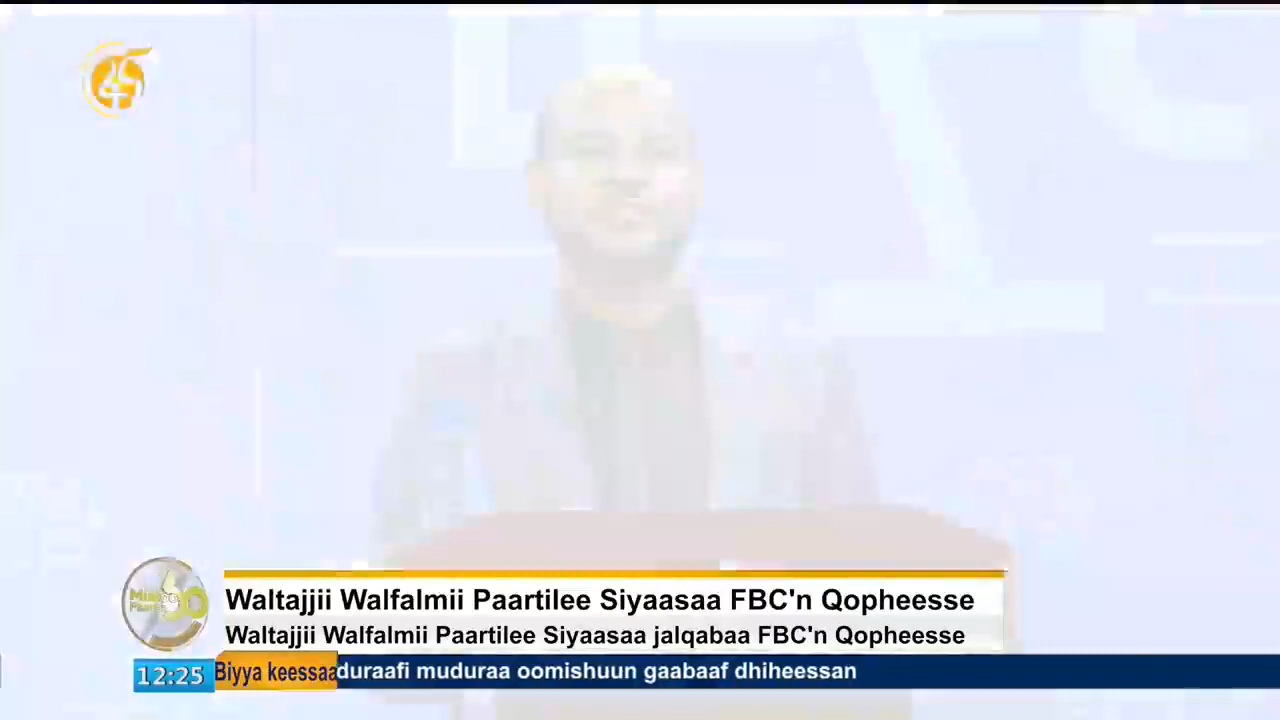 Waltajjii Walfalmii Paartilee Siyaasaa FBC'n Qopheesse
Waltajjii Walfalmii Paartilee Siyaasaa jalqabaa FBC'n Qopheesse
12:25
Biyya keessaa
duraafi muduraa oomishuun gaabaaf dhiheessan